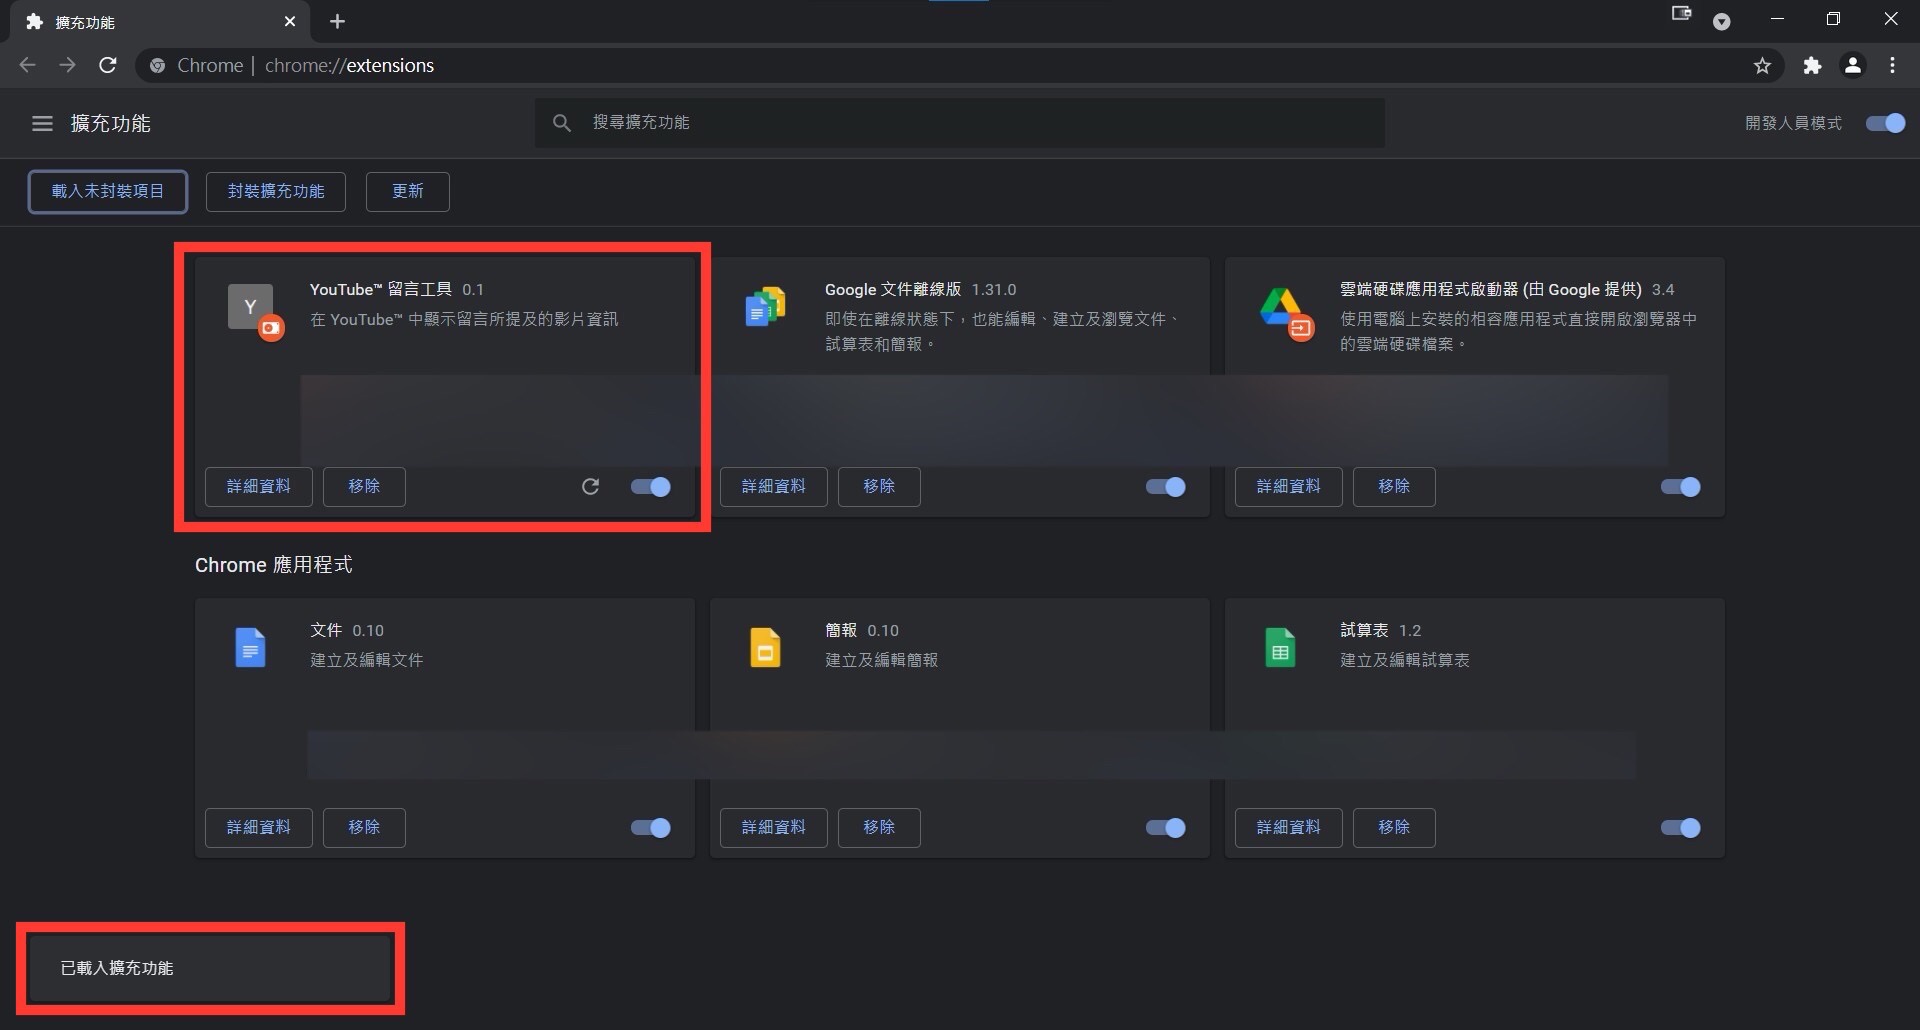 擴充功能
Chrome | chrome://extensions
擴充功能
搜尋擴充功能
開發人員模式
載入未封裝項目
封裝擴充功能
更新
Y
YouTube™ 留言工具 0.1
在 YouTube™ 中顯示留言所提及的影片資訊
詳細資料
移除
Google 文件離線版 1.31.0
即使在離線狀態下，也能編輯、建立及瀏覽文件、
試算表和簡報。
詳細資料
移除
雲端硬碟應用程式啟動器 (由 Google 提供) 3.4
使用電腦上安裝的相容應用程式直接開啟瀏覽器中
的雲端硬碟檔案。
詳細資料
移除
Chrome 應用程式
文件 0.10
建立及編輯文件
詳細資料
移除
簡報 0.10
建立及編輯簡報
詳細資料
移除
試算表 1.2
建立及編輯試算表
詳細資料
移除
已載入擴充功能